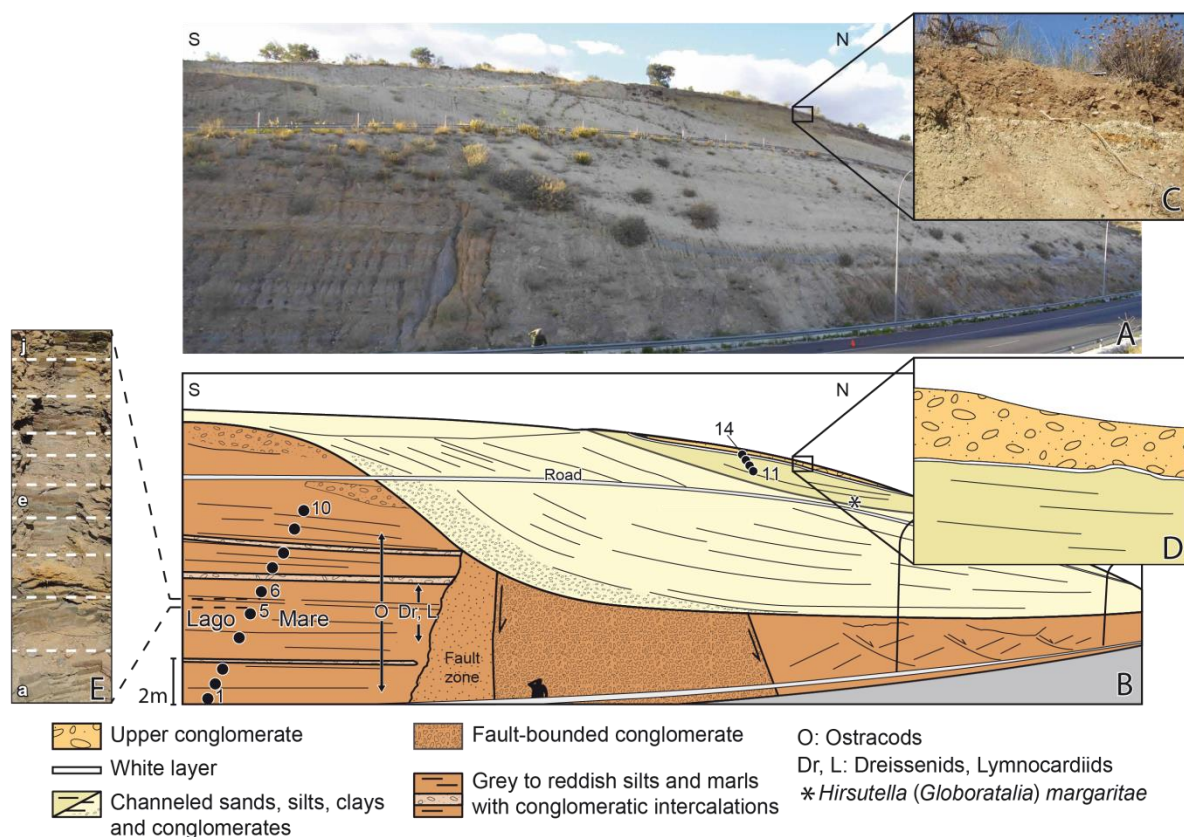 S
N
C
A
S
N
14
11
Road
*
10
6
5
O
Dr, L
Lago Mare
Fault
zone
1
2m
B
D
j
e
a
E
Upper conglomerate
White layer
Channeled sands, silts, clays
and conglomerates
Fault-bounded conglomerate
Grey to reddish silts and marls
with conglomeratic intercalations
O: Ostracods
Dr, L: Dreissenids, Lymnocardiids
* Hirsutella (Globoratalia) margaritae